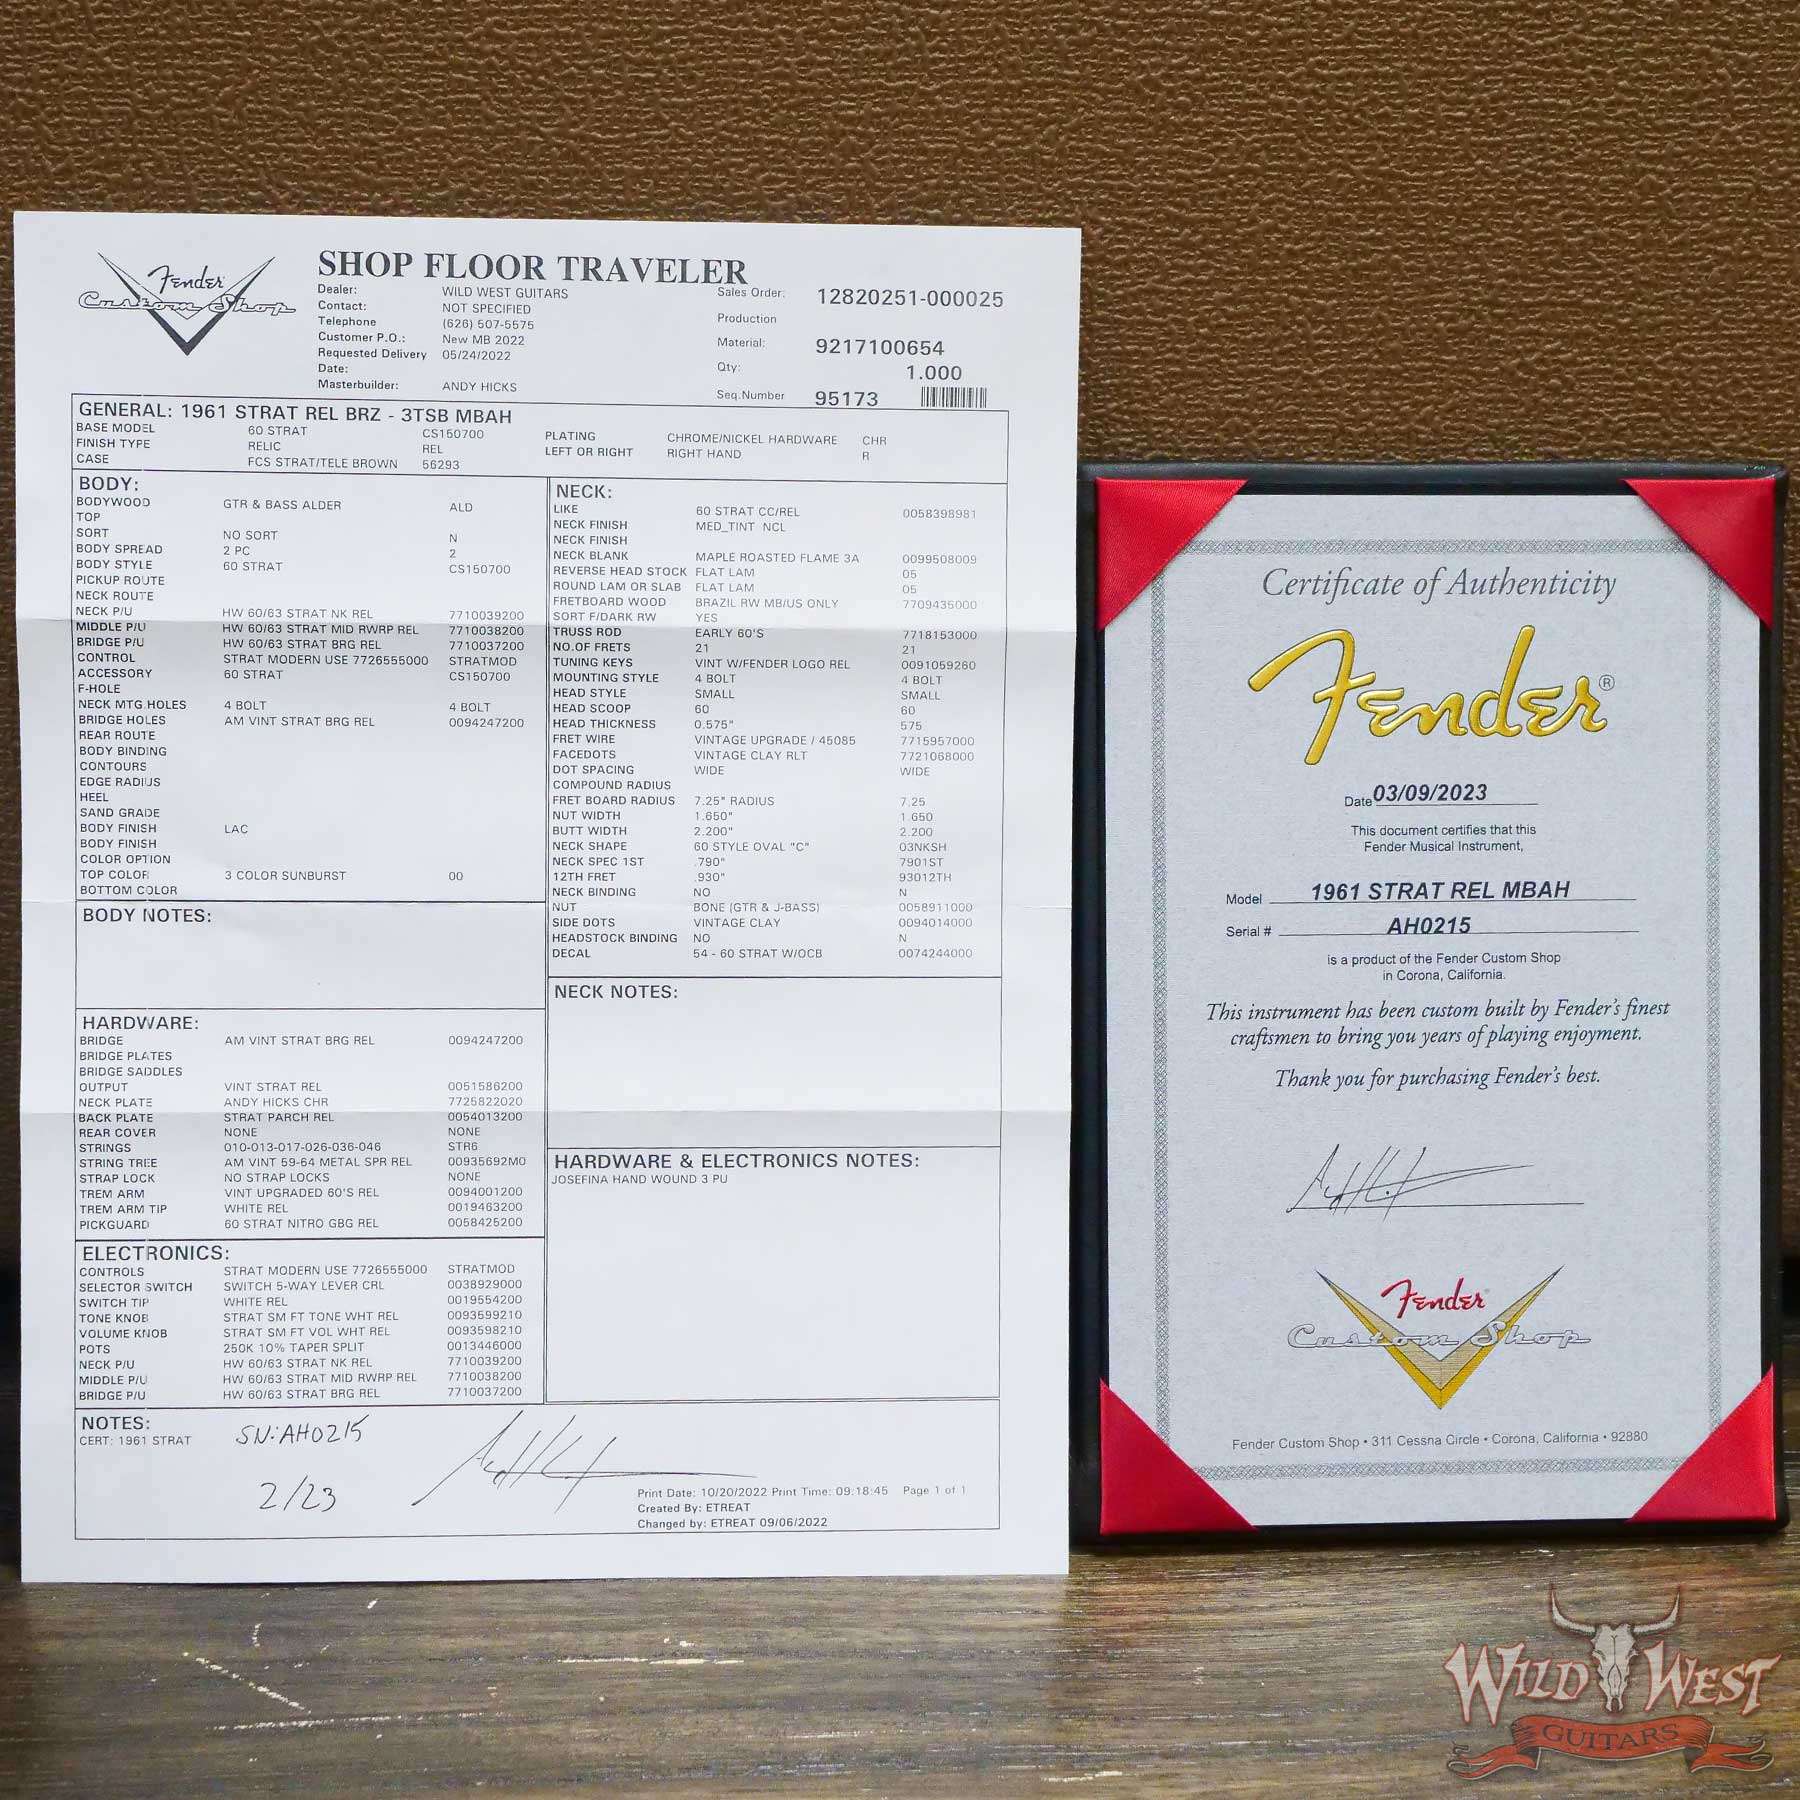 Fender
Custom Shop
SHOP FLOOR TRAVELER
Dealer: WILD WEST GUITARS
Contact: NOT SPECIFIED
Telephone (626) 507-5575
Customer P.O.: New MB 2022
Requested Delivery 05/24/2022
Date:
Masterbuilder: ANDY HICKS
Sales Order: 12820251-000025
Production
Material: 9217100654
Qty: 1.000
Seq.Number 95173
GENERAL: 1961 STRAT REL BRZ - 3TSB MBAH
BASE MODEL 60 STRAT CS150700
FINISH TYPE RELIC REL
CASE FCS STRAT/TELE BROWN 56293
PLATING CHROME/NICKEL HARDWARE CHR
LEFT OR RIGHT RIGHT HAND R
BODY:
BODYWOOD GTR & BASS ALDER ALD
TOP
SORT NO SORT N
BODY SPREAD 2 PC 2
BODY STYLE 60 STRAT CS150700
PICKUP ROUTE
NECK ROUTE
NECK P/U HW 60/63 STRAT NK REL 7710039200
MIDDLE P/U HW 60/63 STRAT MID RWRP REL 7710038200
BRIDGE P/U HW 60/63 STRAT BRG REL 7710037200
CONTROL STRAT MODERN USE 7726555000 STRATMOD
ACCESSORY 60 STRAT CS150700
F-HOLE
NECK MTG HOLES 4 BOLT 4 BOLT
BRIDGE HOLES AM VINT STRAT BRG REL 0094247200
REAR ROUTE
BODY BINDING
CONTOURS
EDGE RADIUS
HEEL
SAND GRADE
BODY FINISH LAC
BODY FINISH
COLOR OPTION
TOP COLOR 3 COLOR SUNBURST 00
BOTTOM COLOR
BODY NOTES:
HARDWARE:
BRIDGE AM VINT STRAT BRG REL 0094247200
BRIDGE PLATES
BRIDGE SADDLES
OUTPUT VINT STRAT REL 0051586200
NECK PLATE ANDY HICKS CHR 7725822020
BACK PLATE STRAT PARCH REL 0054013200
REAR COVER NONE NONE
STRINGS 010-013-017-026-036-046 STR6
STRING TREE AM VINT 59-64 METAL SPR REL 00935692M0
STRAP LOCK NO STRAP LOCKS NONE
TREM ARM VINT UPGRADED 60'S REL 0094001200
TREM ARM TIP WHITE REL 0019463200
PICKGUARD 60 STRAT NITRO GBG REL 0058425200
ELECTRONICS:
CONTROLS STRAT MODERN USE 7726555000 STRATMOD
SELECTOR SWITCH SWITCH 5-WAY LEVER CRL 0038929000
SWITCH TIP WHITE REL 0019554200
TONE KNOB STRAT SM FT TONE WHT REL 0093599210
VOLUME KNOB STRAT SM FT VOL WHT REL 0093598210
POTS 250K 10% TAPER SPLIT 0013446000
NECK P/U HW 60/63 STRAT NK REL 7710039200
MIDDLE P/U HW 60/63 STRAT MID RWRP REL 7710038200
BRIDGE P/U HW 60/63 STRAT BRG REL 7710037200
NECK:
LIKE 60 STRAT CC/REL 0058398981
NECK FINISH MED_TINT NCL
NECK FINISH
NECK BLANK MAPLE ROASTED FLAME 3A 0099508009
REVERSE HEAD STOCK FLAT LAM 05
ROUND LAM OR SLAB FLAT LAM 05
FRETBOARD WOOD BRAZIL RW MB/US ONLY 7709435000
SORT F/DARK RW YES
TRUSS ROD EARLY 60'S 7718153000
NO.OF FRETS 21 21
TUNING KEYS VINT W/FENDER LOGO REL 0091059280
MOUNTING STYLE 4 BOLT 4 BOLT
HEAD STYLE SMALL SMALL
HEAD SCOOP 60 60
HEAD THICKNESS 0.575" 575
FRET WIRE VINTAGE UPGRADE / 45085 7715957000
FACEDOTS VINTAGE CLAY RLT 7721068000
DOT SPACING WIDE WIDE
COMPOUND RADIUS
FRET BOARD RADIUS 7.25" RADIUS 7.25
NUT WIDTH 1.650" 1.650
BUTT WIDTH 2.200" 2.200
NECK SHAPE 60 STYLE OVAL "C" 03NKSH
NECK SPEC 1ST .790" 7901ST
12TH FRET .930" 93012TH
NECK BINDING NO N
NUT BONE (GTR & J-BASS) 0058911000
SIDE DOTS VINTAGE CLAY 0094014000
HEADSTOCK BINDING NO N
DECAL 54 - 60 STRAT W/OCB 0074244000
NECK NOTES:
HARDWARE & ELECTRONICS NOTES:
JOSEFINA HAND WOUND 3 PU
NOTES:
CERT: 1961 STRAT
SN:AH0215
2/23
Print Date: 10/20/2022 Print Time: 09:18:45 Page 1 of 1
Created By: ETREAT
Changed by: ETREAT 09/06/2022
Certificate of Authenticity
Fender®
Date 03/09/2023
This document certifies that this
Fender Musical Instrument,
Model 1961 STRAT REL MBAH
Serial # AH0215
is a product of the Fender Custom Shop
in Corona, California.
This instrument has been custom built by Fender's finest
craftsmen to bring you years of playing enjoyment.
Thank you for purchasing Fender's best.
Fender
Custom Shop
Fender Custom Shop • 311 Cessna Circle • Corona, California • 92880
WILD WEST
GUITARS